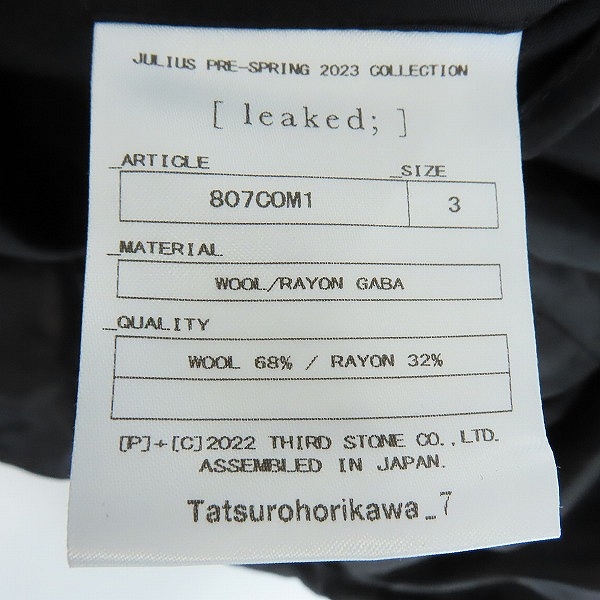 JULIUS PRE-SPRING 2023 COLLECTION
[ leaked; ]
_ARTICLE _SIZE
807COM1 3
_MATERIAL
WOOL/RAYON GABA
_QUALITY
WOOL 68% / RAYON 32%
[P]+[C]2022 THIRD STONE CO.,LTD.
ASSEMBLED IN JAPAN.
Tatsurohorikawa_7